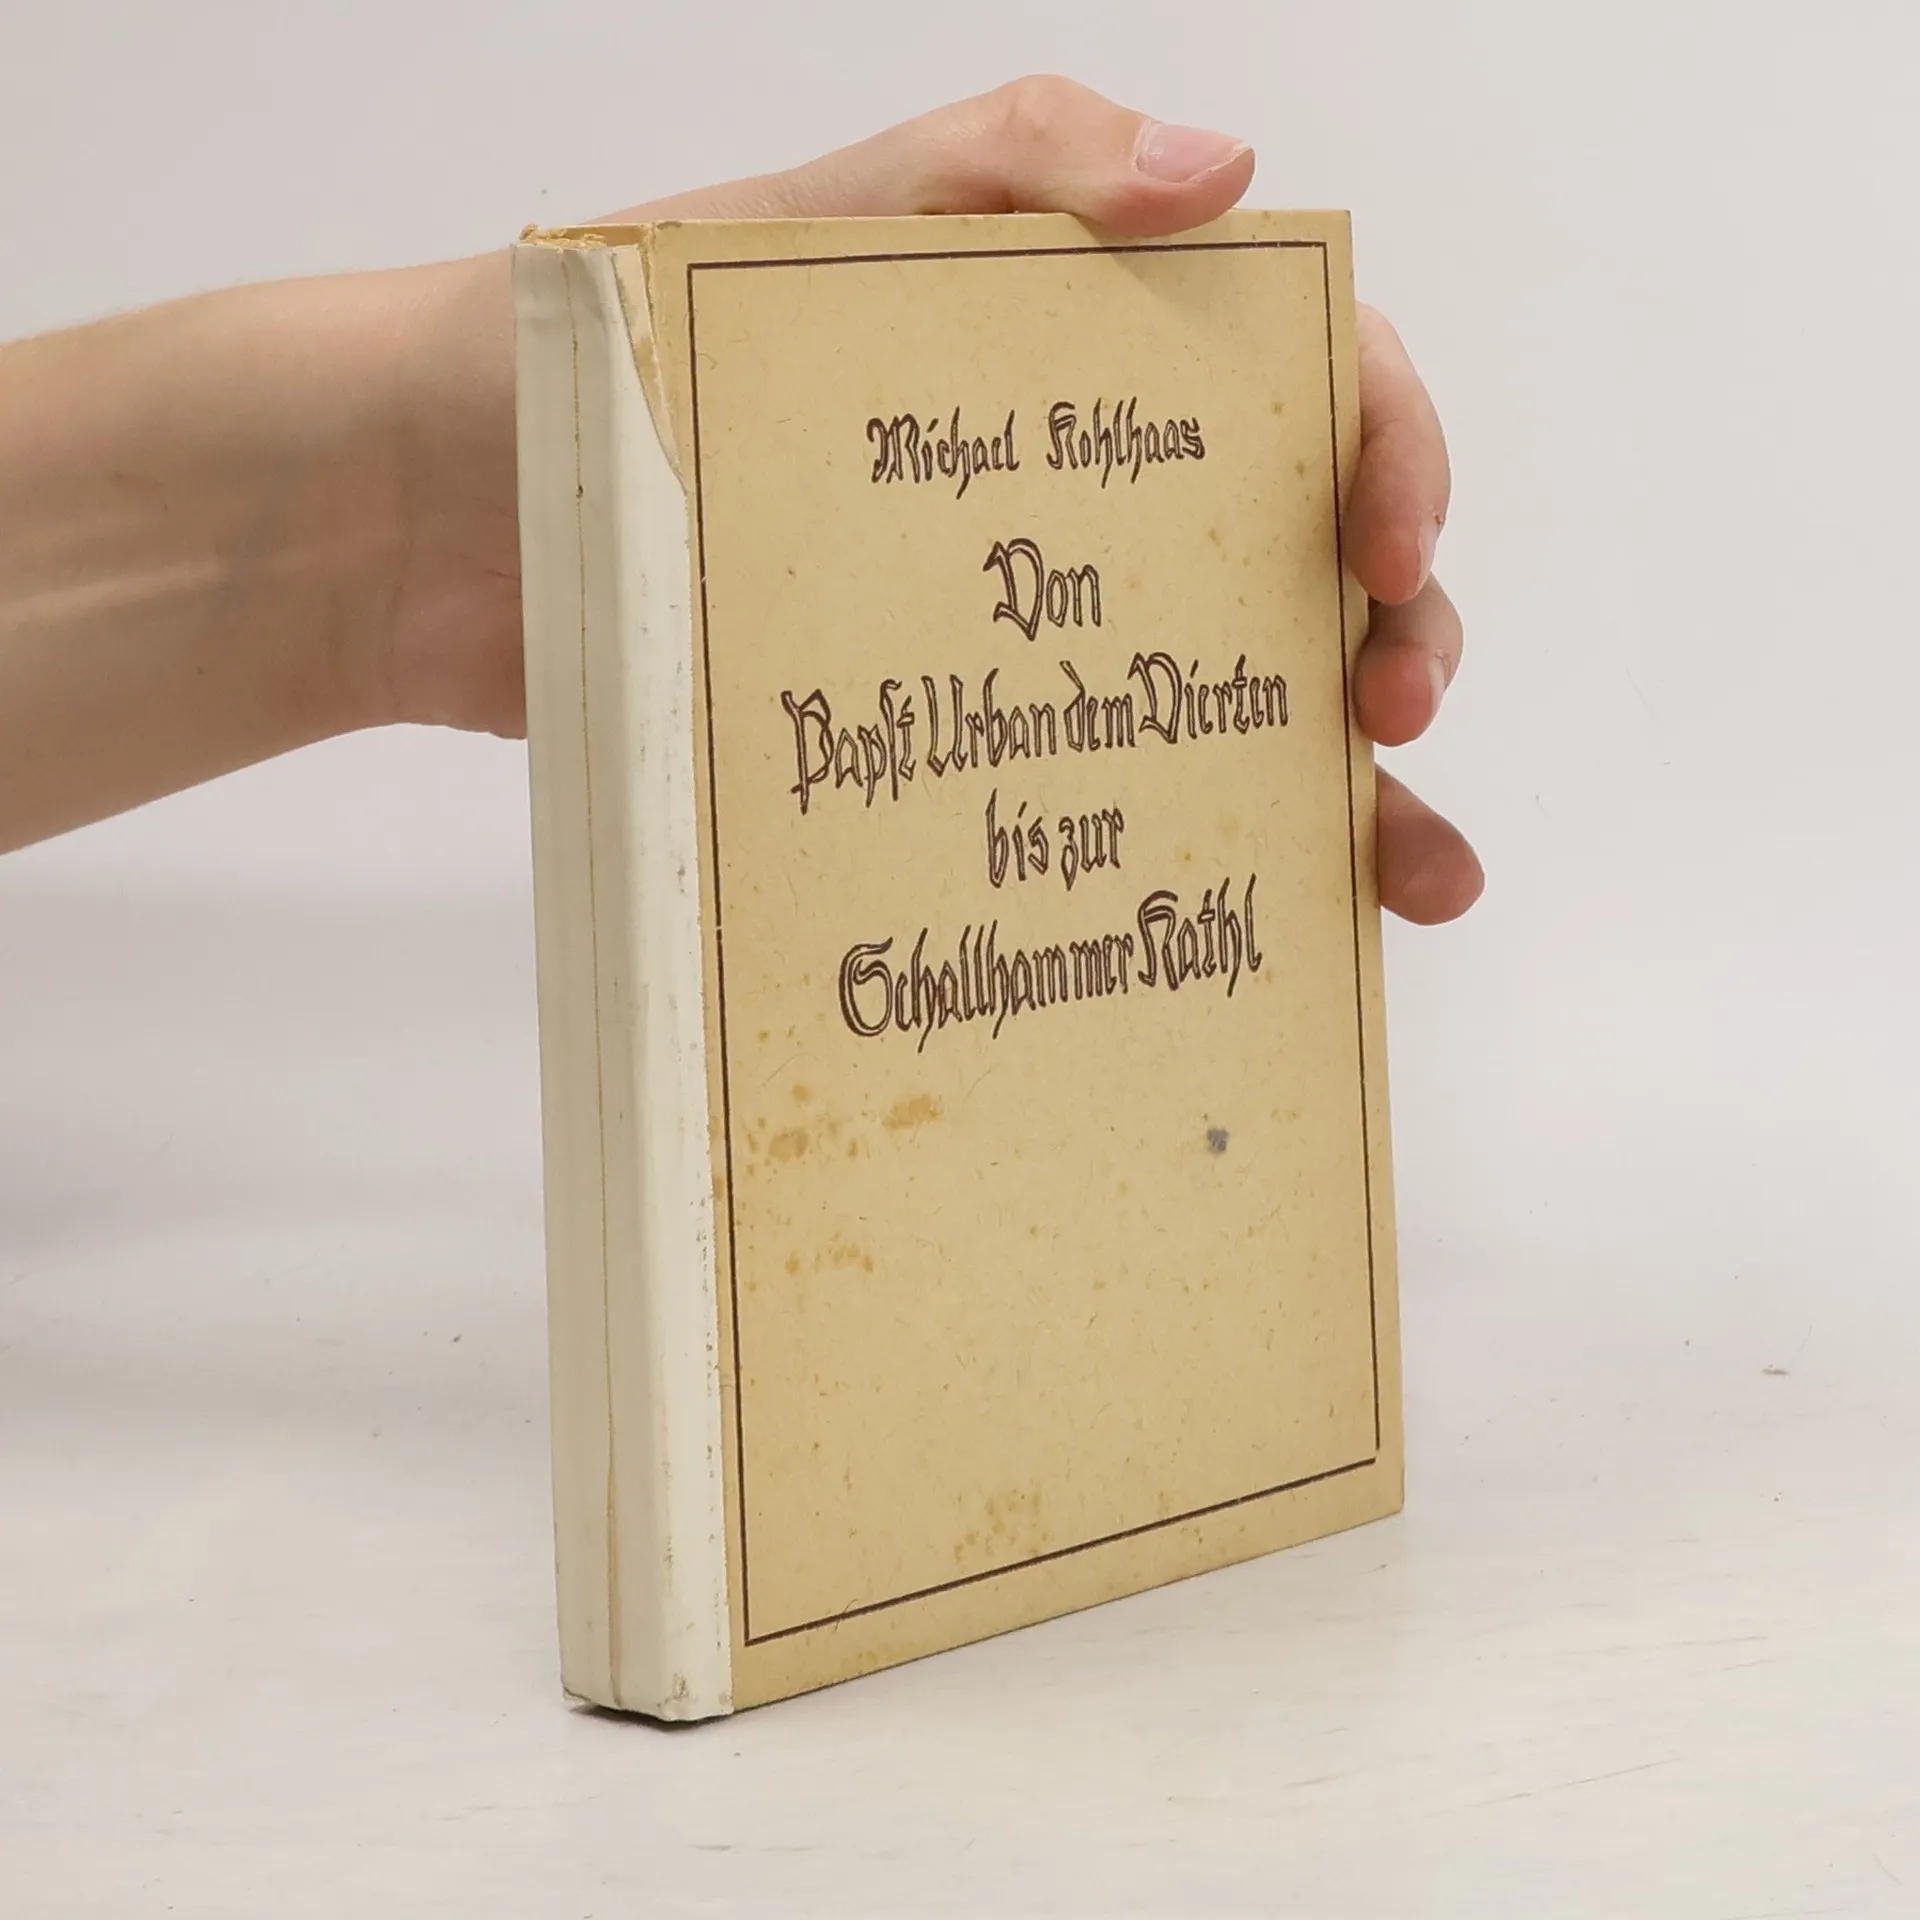 Michael Kohlhaas
Von
Papst Urban dem Vierten
bis zur
Schallhammer Kathl